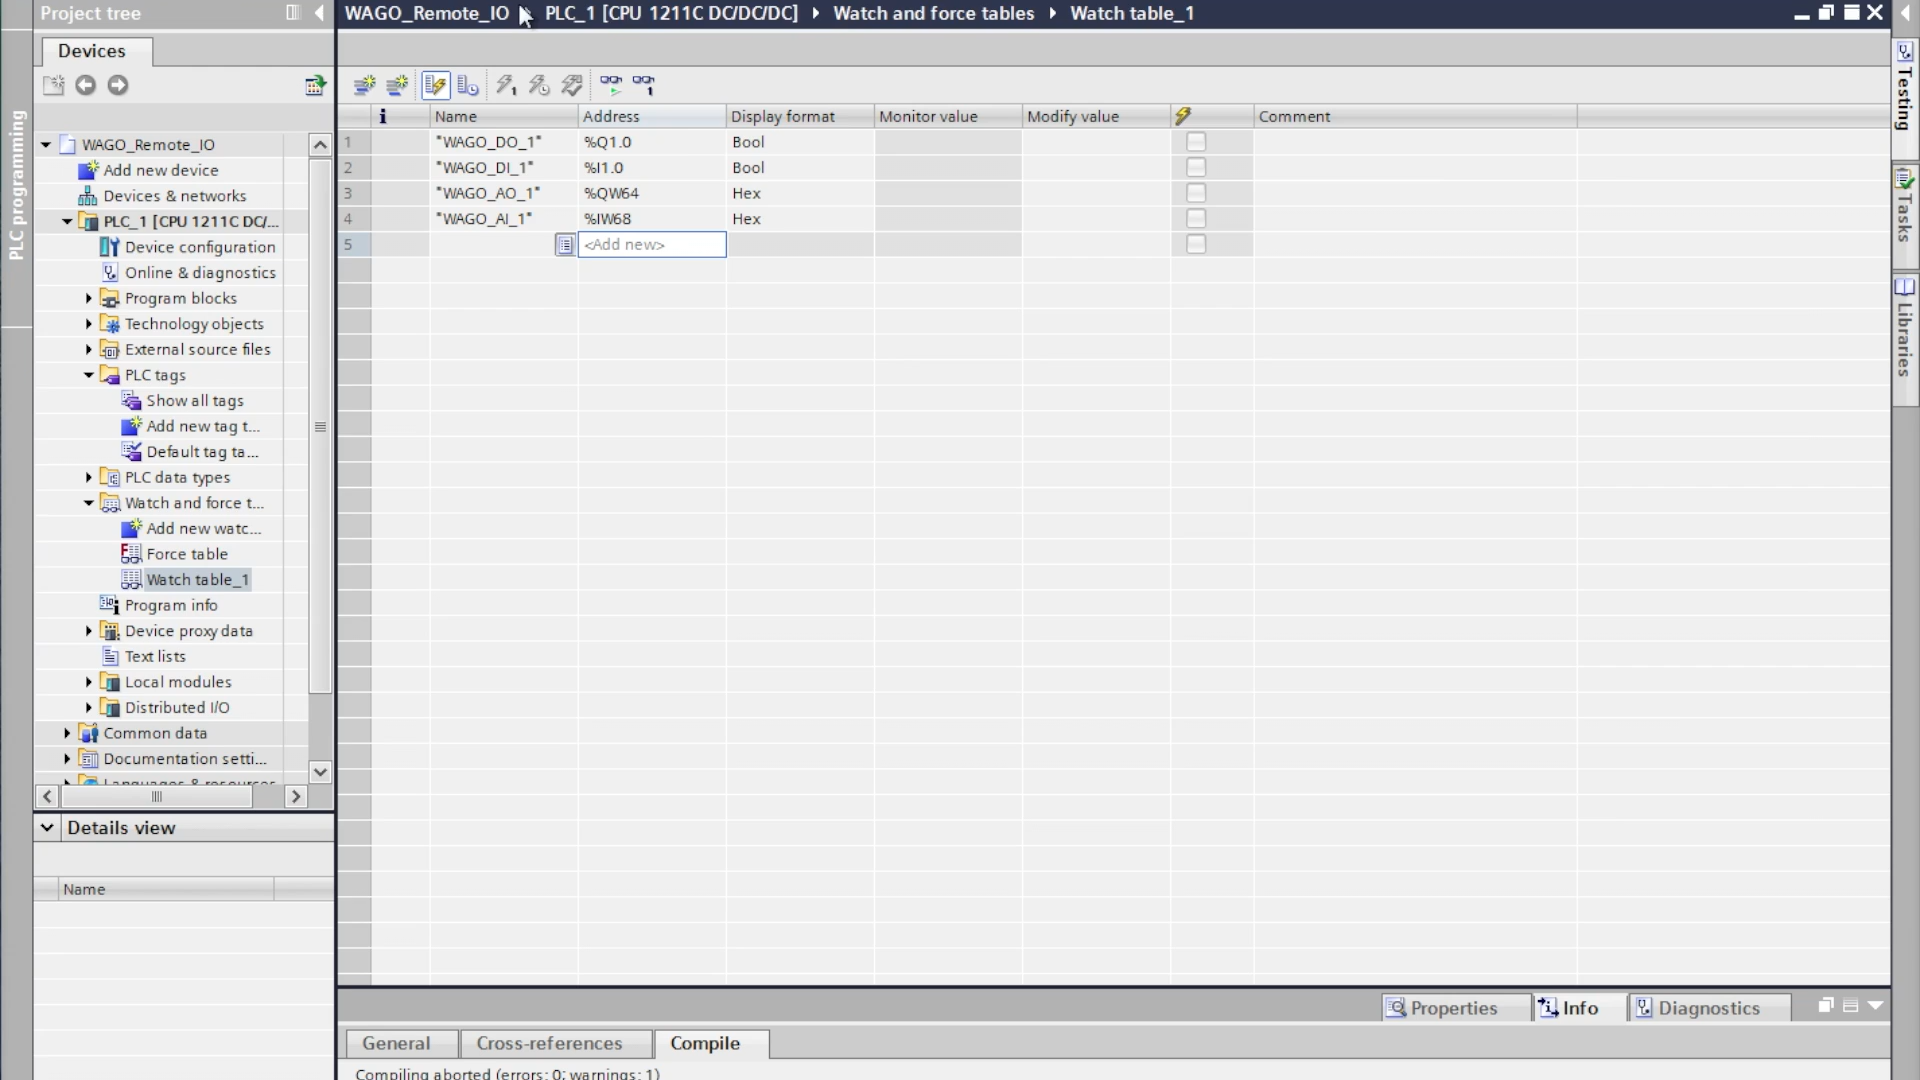 Project tree
WAGO_Remote_IO PLC_1 [CPU 1211C DC/DC/DC] Watch and force tables Watch table_1
Devices
PLC programming
WAGO_Remote_IO
Add new device
Devices & networks
PLC_1 [CPU 1211C DC/...
Device configuration
Online & diagnostics
Program blocks
Technology objects
External source files
PLC tags
Show all tags
Add new tag t...
Default tag ta...
PLC data types
Watch and force t...
Add new watc...
Force table
Watch table_1
Program info
Device proxy data
Text lists
Local modules
Distributed I/O
Common data
Documentation setti...
Languages & resources
Details view
Name
i Name Address Display format Monitor value Modify value Comment
1 "WAGO_DO_1" %Q1.0 Bool
2 "WAGO_DI_1" %I1.0 Bool
3 "WAGO_AO_1" %QW64 Hex
4 "WAGO_AI_1" %IW68 Hex
5 <Add new>
Testing
Tasks
Libraries
Properties Info Diagnostics
General Cross-references Compile
Compiling aborted (errors: 0; warnings: 1)